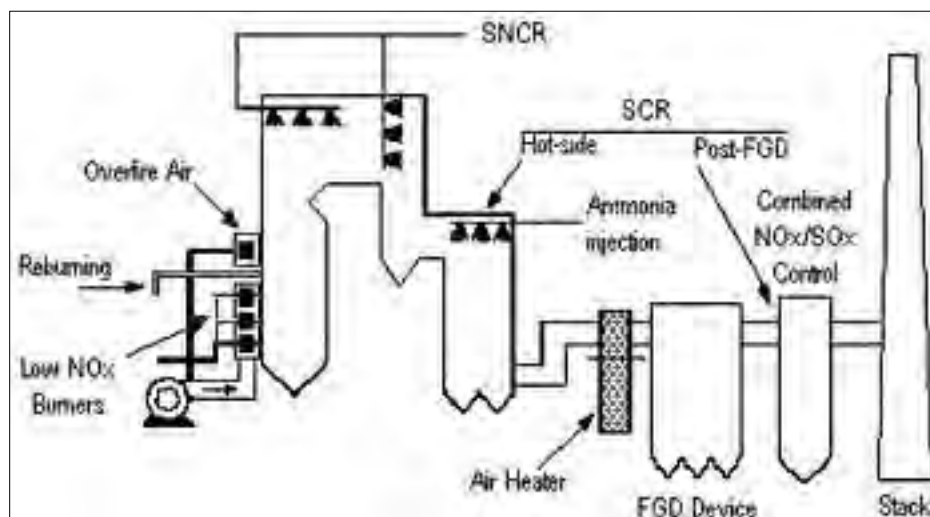 SNCR
SCR
Hot-side
Post-FGD
Overfire Air
Ammonia
injection
Combined
NOx/SOx
Control
Reburning
Low NOx
Burners
Air Heater
FGD Device
Stack